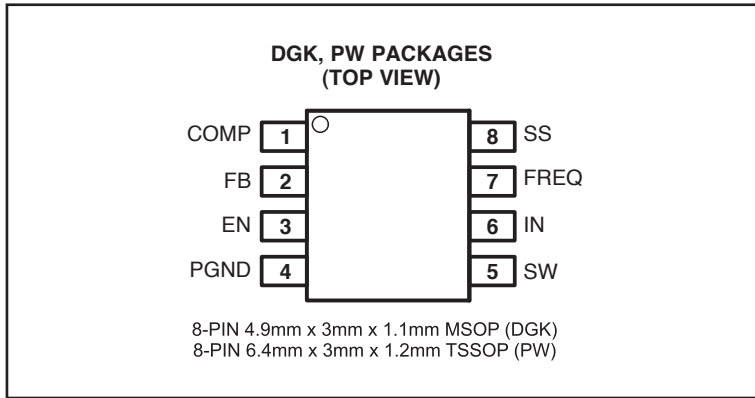 DGK, PW PACKAGES
(TOP VIEW)
COMP 1 8 SS
FB 2 7 FREQ
EN 3 6 IN
PGND 4 5 SW
8-PIN 4.9mm x 3mm x 1.1mm MSOP (DGK)
8-PIN 6.4mm x 3mm x 1.2mm TSSOP (PW)